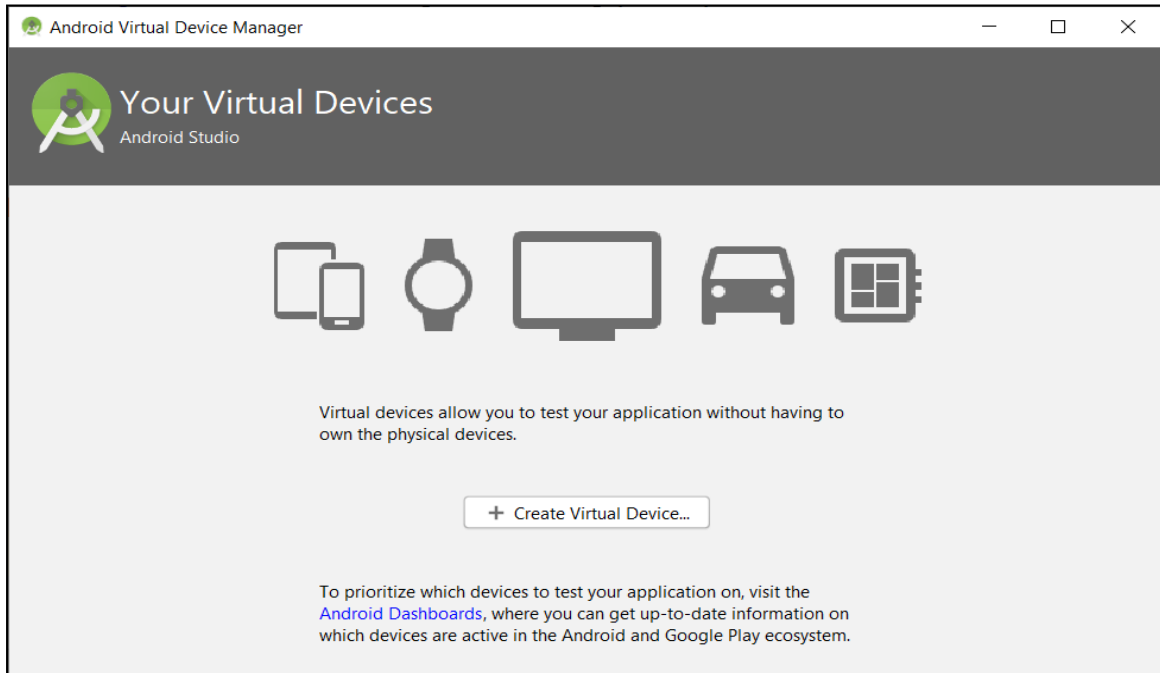 Android Virtual Device Manager
Your Virtual Devices
Android Studio
Virtual devices allow you to test your application without having to
own the physical devices.
+ Create Virtual Device...
To prioritize which devices to test your application on, visit the
Android Dashboards, where you can get up-to-date information on
which devices are active in the Android and Google Play ecosystem.